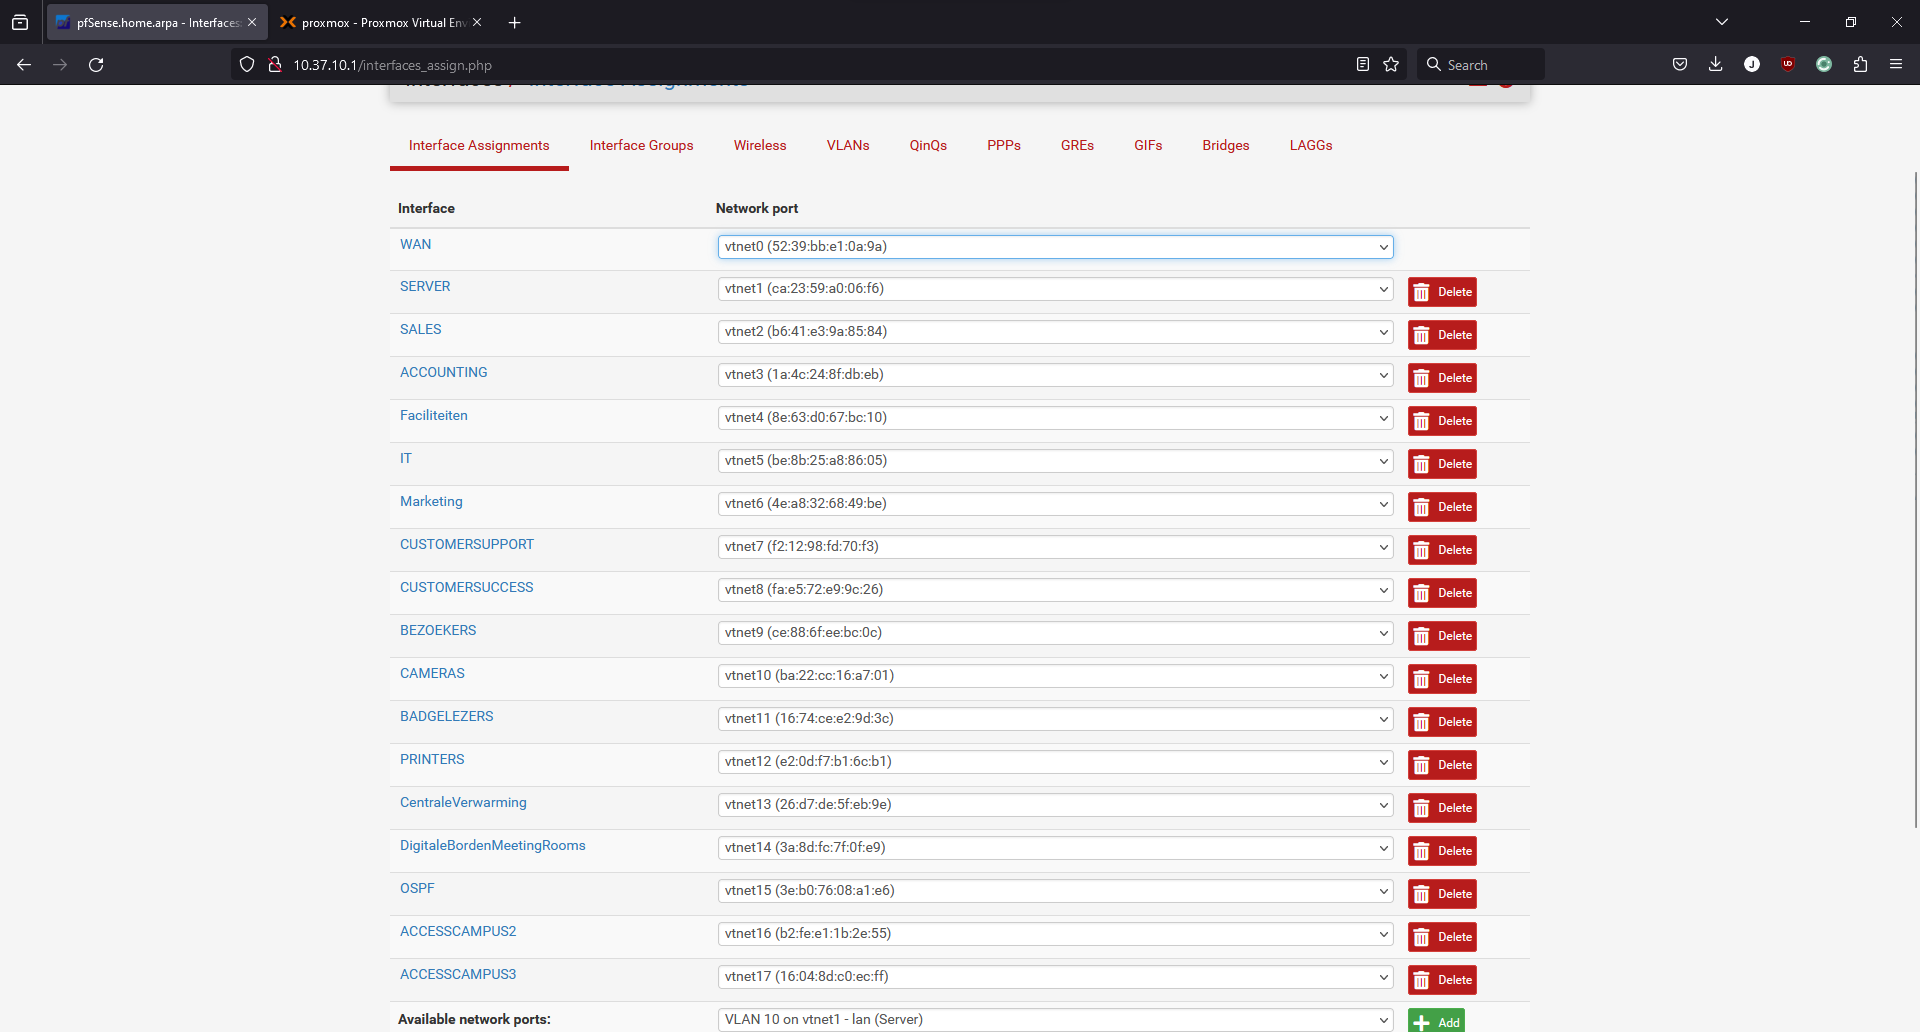 pfSense.home.arpa - Interfaces
proxmox - Proxmox Virtual Env
10.37.10.1/interfaces_assign.php
Search
Interface Assignments Interface Groups Wireless VLANs QinQs PPPs GREs GIFs Bridges LAGGs
Interface Network port
WAN vtnet0 (52:39:bb:e1:0a:9a)
SERVER vtnet1 (ca:23:59:a0:06:f6) Delete
SALES vtnet2 (b6:41:e3:9a:85:84) Delete
ACCOUNTING vtnet3 (1a:4c:24:8f:db:eb) Delete
Faciliteiten vtnet4 (8e:63:d0:67:bc:10) Delete
IT vtnet5 (be:8b:25:a8:86:05) Delete
Marketing vtnet6 (4e:a8:32:68:49:be) Delete
CUSTOMERSUPPORT vtnet7 (f2:12:98:fd:70:f3) Delete
CUSTOMERSUCCESS vtnet8 (fa:e5:72:e9:9c:26) Delete
BEZOEKERS vtnet9 (ce:88:6f:ee:bc:0c) Delete
CAMERAS vtnet10 (ba:22:cc:16:a7:01) Delete
BADGELEZERS vtnet11 (16:74:ce:e2:9d:3c) Delete
PRINTERS vtnet12 (e2:0d:f7:b1:6c:b1) Delete
CentraleVerwarming vtnet13 (26:d7:de:5f:eb:9e) Delete
DigitaleBordenMeetingRooms vtnet14 (3a:8d:fc:7f:0f:e9) Delete
OSPF vtnet15 (3e:b0:76:08:a1:e6) Delete
ACCESSCAMPUS2 vtnet16 (b2:fe:e1:1b:2e:55) Delete
ACCESSCAMPUS3 vtnet17 (16:04:8d:c0:ec:ff) Delete
Available network ports: VLAN 10 on vtnet1 - lan (Server) Add